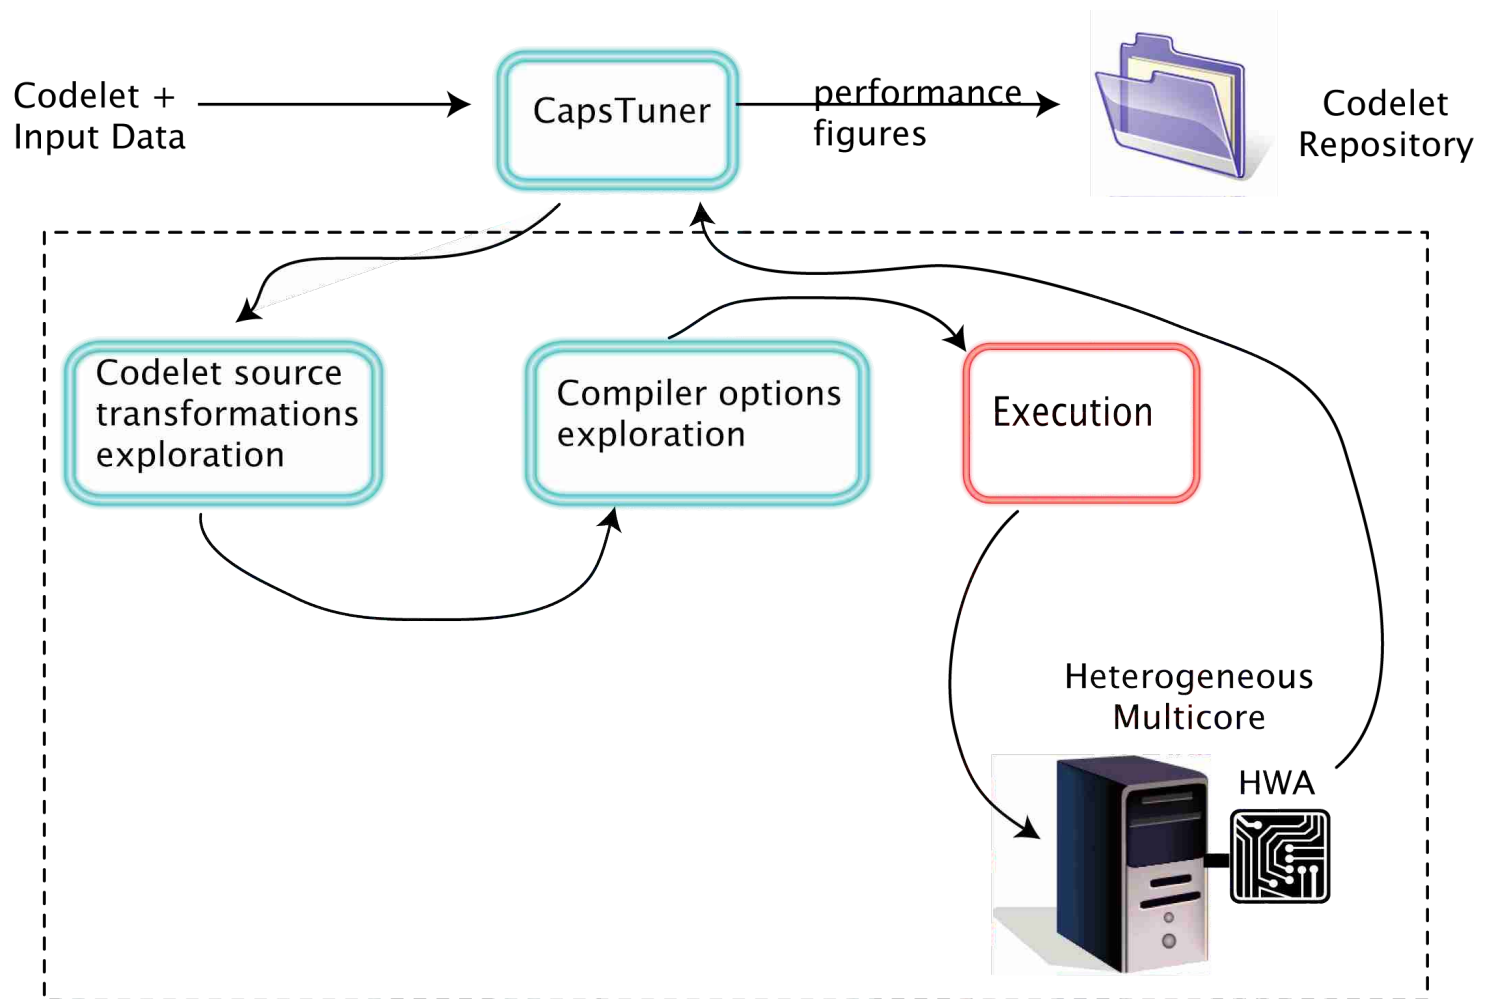 Codelet +
Input Data
CapsTuner
performance
figures
Codelet
Repository
Codelet source
transformations
exploration
Compiler options
exploration
Execution
Heterogeneous
Multicore
HWA